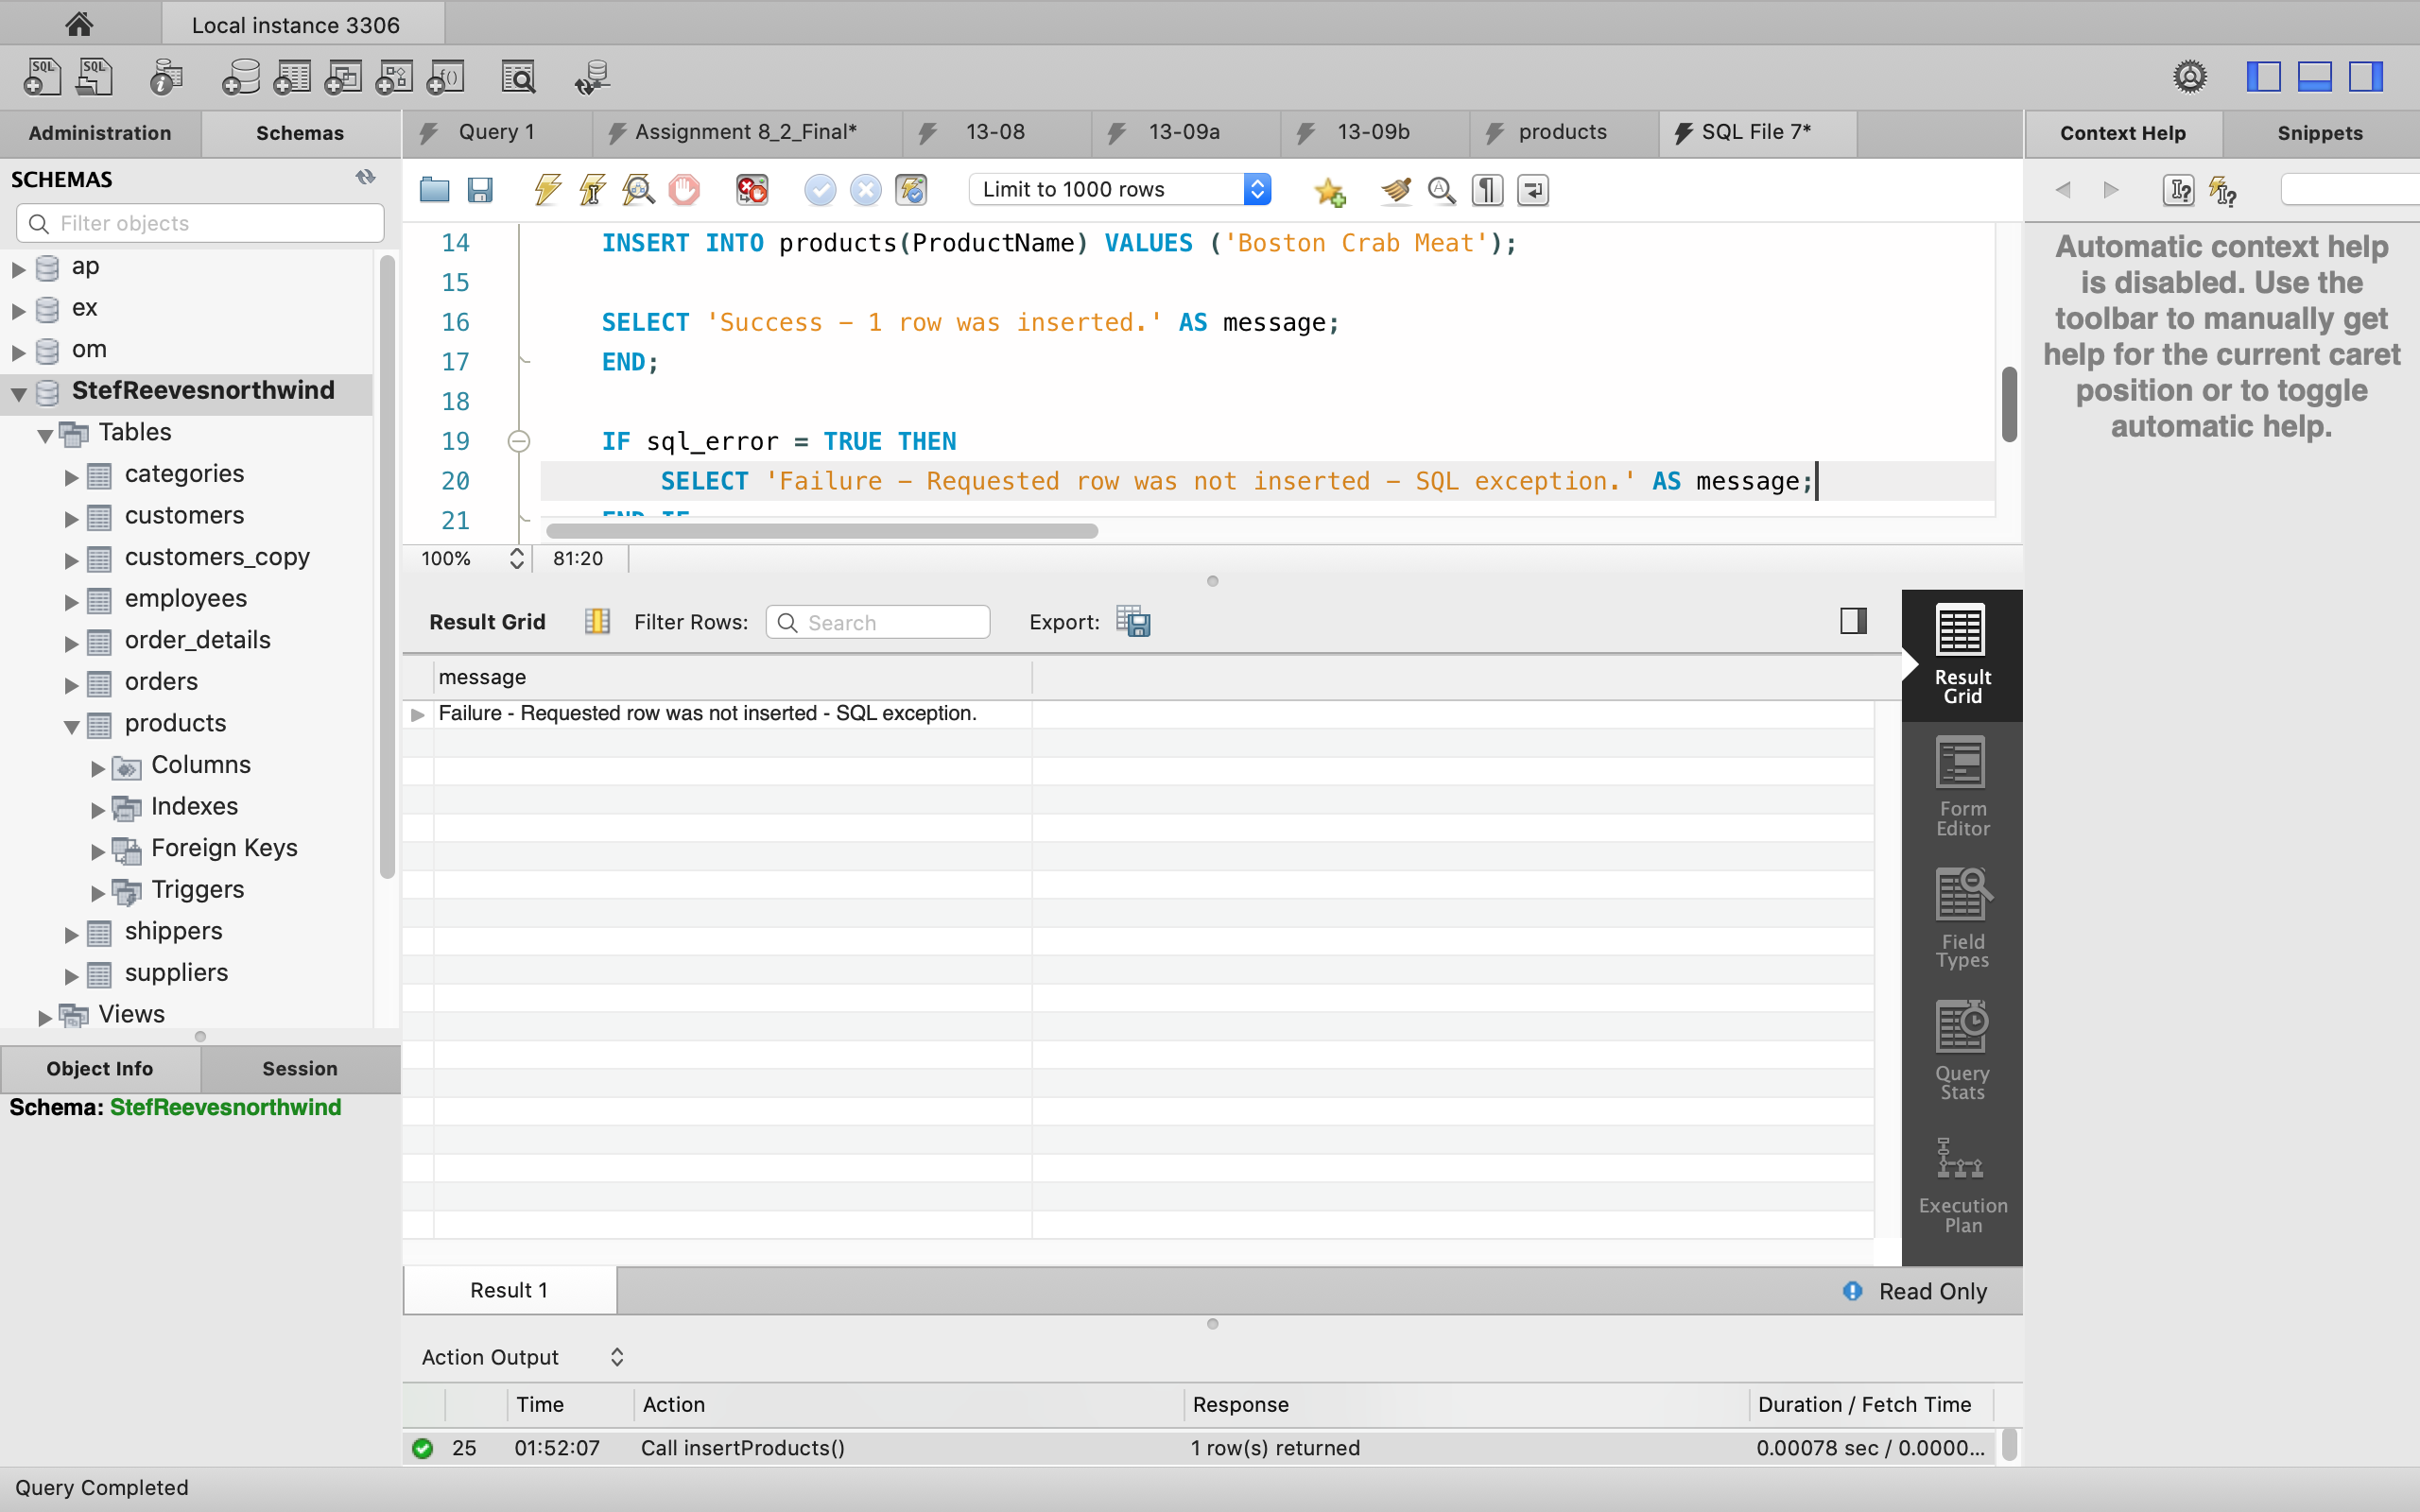 Local instance 3306
Administration
Schemas
SCHEMAS
Filter objects
ap
ex
om
StefReevesnorthwind
Tables
categories
customers
customers_copy
employees
order_details
orders
products
Columns
Indexes
Foreign Keys
Triggers
shippers
suppliers
Views
Object Info
Session
Schema: StefReevesnorthwind
Query 1
Assignment 8_2_Final*
13-08
13-09a
13-09b
products
SQL File 7*
Limit to 1000 rows
14 INSERT INTO products(ProductName) VALUES ('Boston Crab Meat');
15
16 SELECT 'Success - 1 row was inserted.' AS message;
17 END;
18
19 IF sql_error = TRUE THEN
20 SELECT 'Failure - Requested row was not inserted - SQL exception.' AS message;
21 END IF
100% 81:20
Result Grid Filter Rows: Search Export:
message
Failure - Requested row was not inserted - SQL exception.
Result
Grid
Form
Editor
Field
Types
Query
Stats
Execution
Plan
Result 1
Read Only
Action Output
Time Action Response Duration / Fetch Time
25 01:52:07 Call insertProducts() 1 row(s) returned 0.00078 sec / 0.0000...
Query Completed
Context Help
Snippets
Automatic context help
is disabled. Use the
toolbar to manually get
help for the current caret
position or to toggle
automatic help.